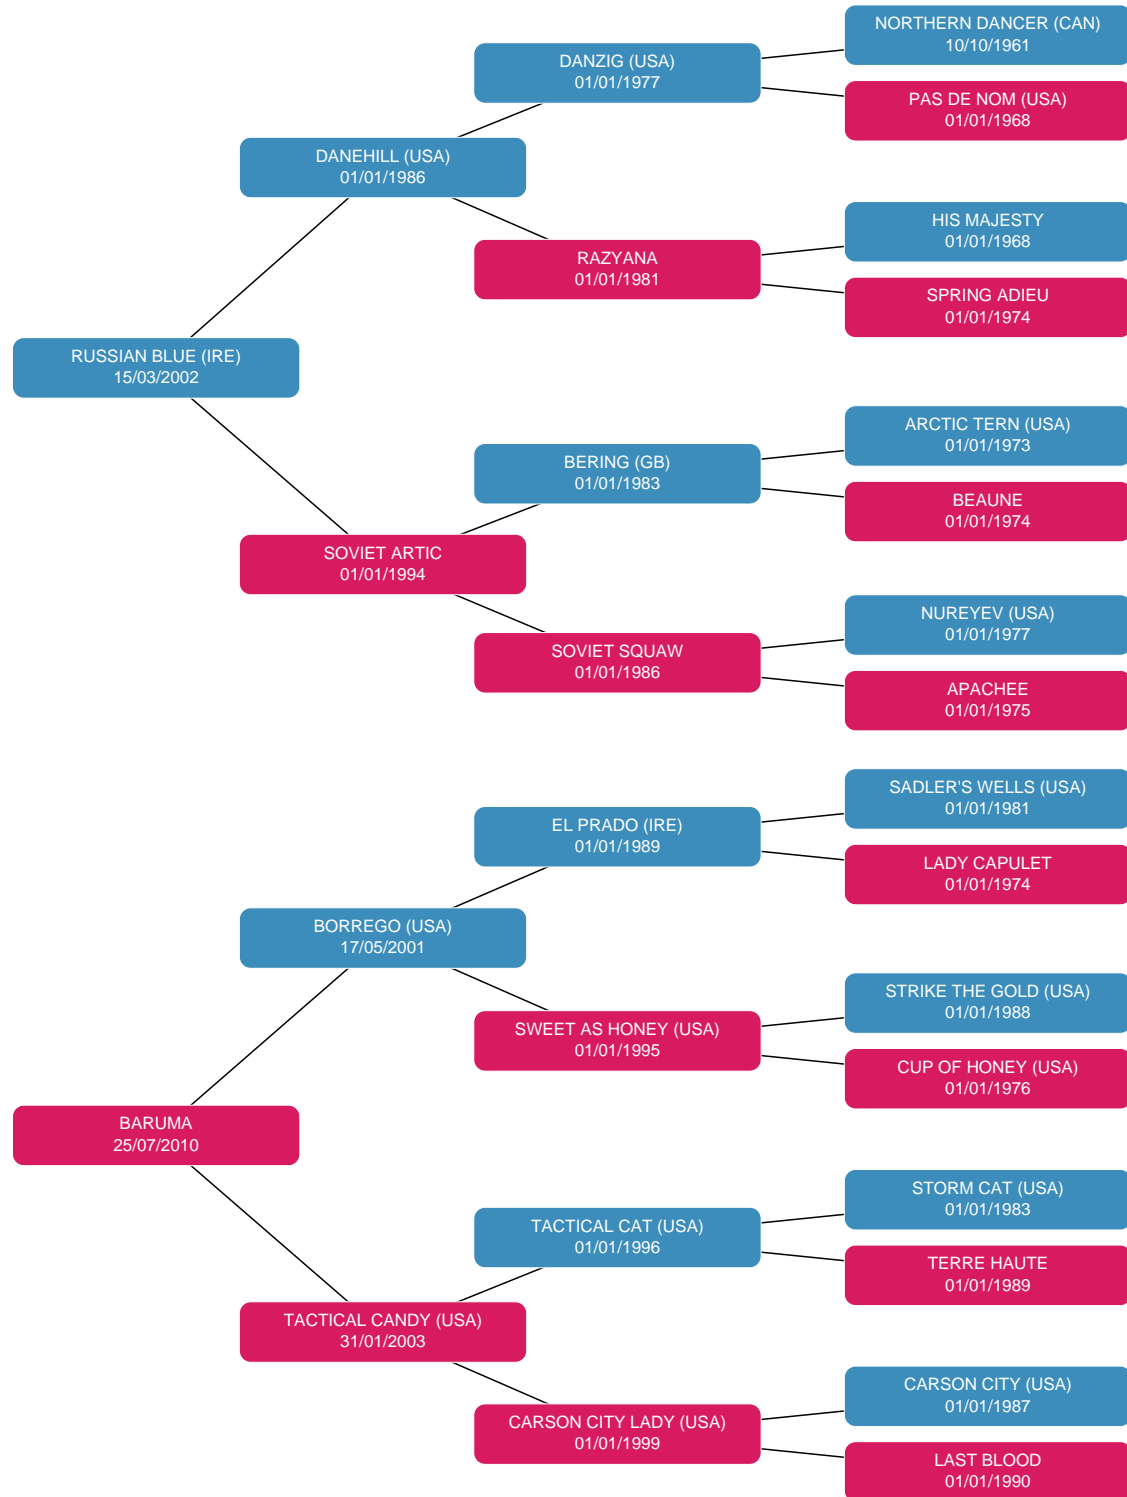 NORTHERN DANCER (CAN)
10/10/1961
DANZIG (USA)
01/01/1977
PAS DE NOM (USA)
01/01/1968
DANEHILL (USA)
01/01/1986
HIS MAJESTY
01/01/1968
RAZYANA
01/01/1981
SPRING ADIEU
01/01/1974
RUSSIAN BLUE (IRE)
15/03/2002
ARCTIC TERN (USA)
01/01/1973
BERING (GB)
01/01/1983
BEAUNE
01/01/1974
SOVIET ARTIC
01/01/1994
NUREYEV (USA)
01/01/1977
SOVIET SQUAW
01/01/1986
APACHEE
01/01/1975
SADLER'S WELLS (USA)
01/01/1981
EL PRADO (IRE)
01/01/1989
LADY CAPULET
01/01/1974
BORREGO (USA)
17/05/2001
STRIKE THE GOLD (USA)
01/01/1988
SWEET AS HONEY (USA)
01/01/1995
CUP OF HONEY (USA)
01/01/1976
BARUMA
25/07/2010
STORM CAT (USA)
01/01/1983
TACTICAL CAT (USA)
01/01/1996
TERRE HAUTE
01/01/1989
TACTICAL CANDY (USA)
31/01/2003
CARSON CITY (USA)
01/01/1987
CARSON CITY LADY (USA)
01/01/1999
LAST BLOOD
01/01/1990